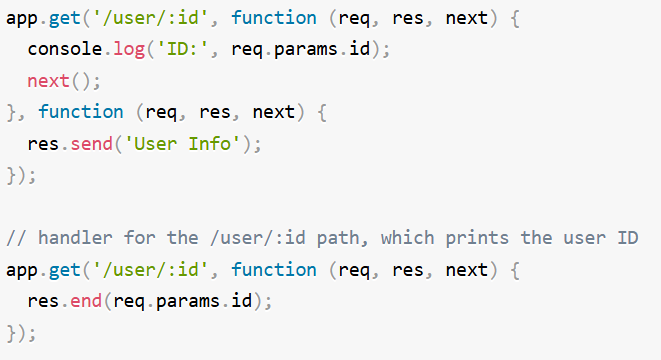 app.get('/user/:id', function (req, res, next) {
  console.log('ID:', req.params.id);
  next();
}, function (req, res, next) {
  res.send('User Info');
});

// handler for the /user/:id path, which prints the user ID
app.get('/user/:id', function (req, res, next) {
  res.end(req.params.id);
});